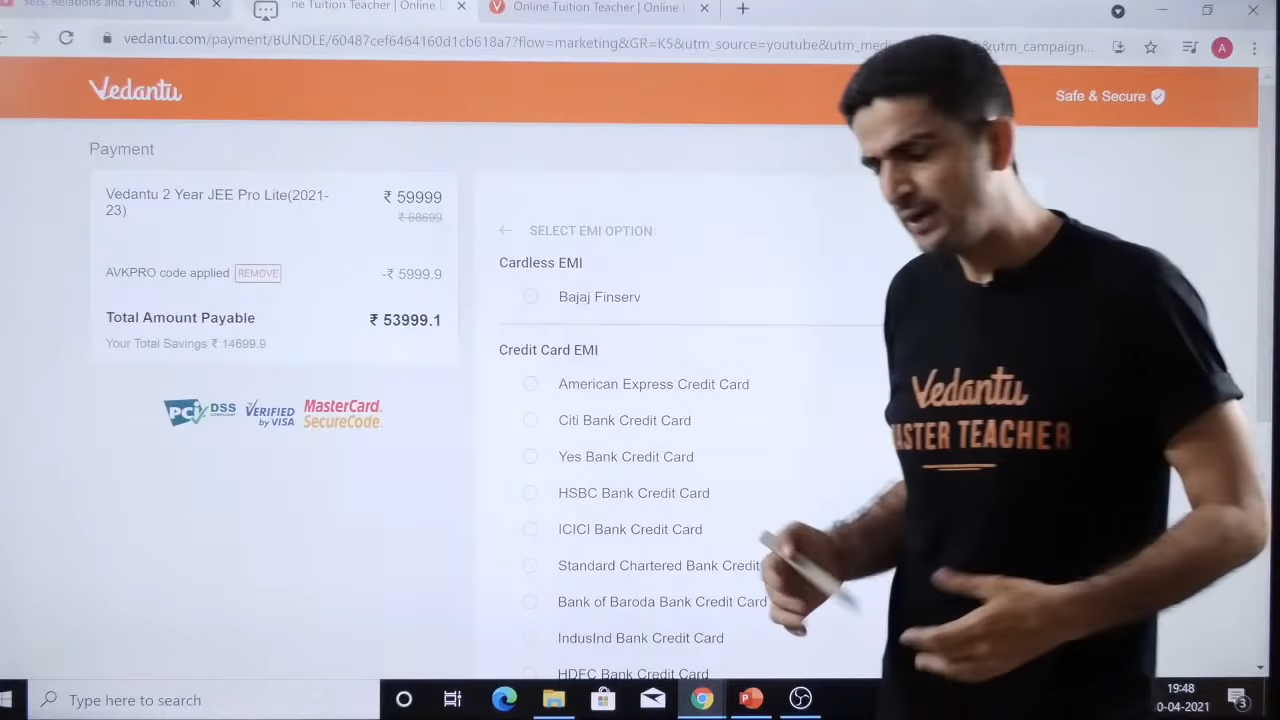 Sets, Relations and Function
ne Tuition Teacher | Online L
Online Tuition Teacher | Online
vedantu.com/payment/BUNDLE/60487cef6464160d1cb618a7?flow=marketing&GR=K5&utm_source=youtube&utm_med &utm_campaign...
A
Vedantu
Safe & Secure
Payment
Vedantu 2 Year JEE Pro Lite(2021-
23)
₹ 59999
₹ 68699
AVKPRO code applied REMOVE
-₹ 5999.9
Total Amount Payable
₹ 53999.1
Your Total Savings ₹ 14699.9
PCI DSS COMPLIANT
VERIFIED by VISA
MasterCard. SecureCode.
SELECT EMI OPTION
Cardless EMI
Bajaj Finserv
Credit Card EMI
American Express Credit Card
Citi Bank Credit Card
Yes Bank Credit Card
HSBC Bank Credit Card
ICICI Bank Credit Card
Standard Chartered Bank Credit
Bank of Baroda Bank Credit Card
IndusInd Bank Credit Card
HDFC Bank Credit Card
Vedantu
ASTER TEACHER
Type here to search
19:48
0-04-2021
3